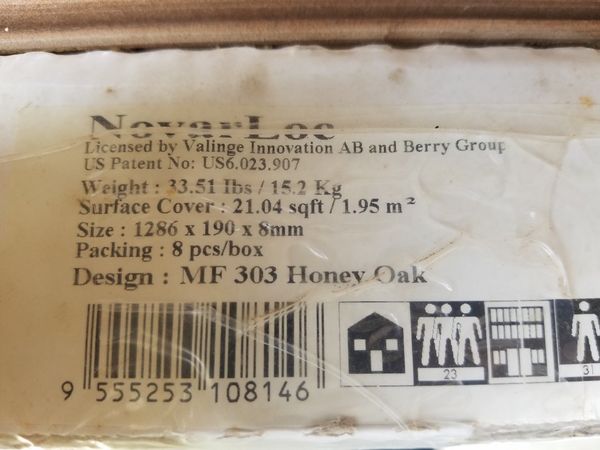 NovarLoc
Licensed by Valinge Innovation AB and Berry Group
US Patent No: US6.023.907
Weight : 33.51 lbs / 15.2 Kg
Surface Cover : 21.04 sqft / 1.95 m²
Size : 1286 x 190 x 8mm
Packing : 8 pcs/box
Design : MF 303 Honey Oak
9 555253 108146
23
31